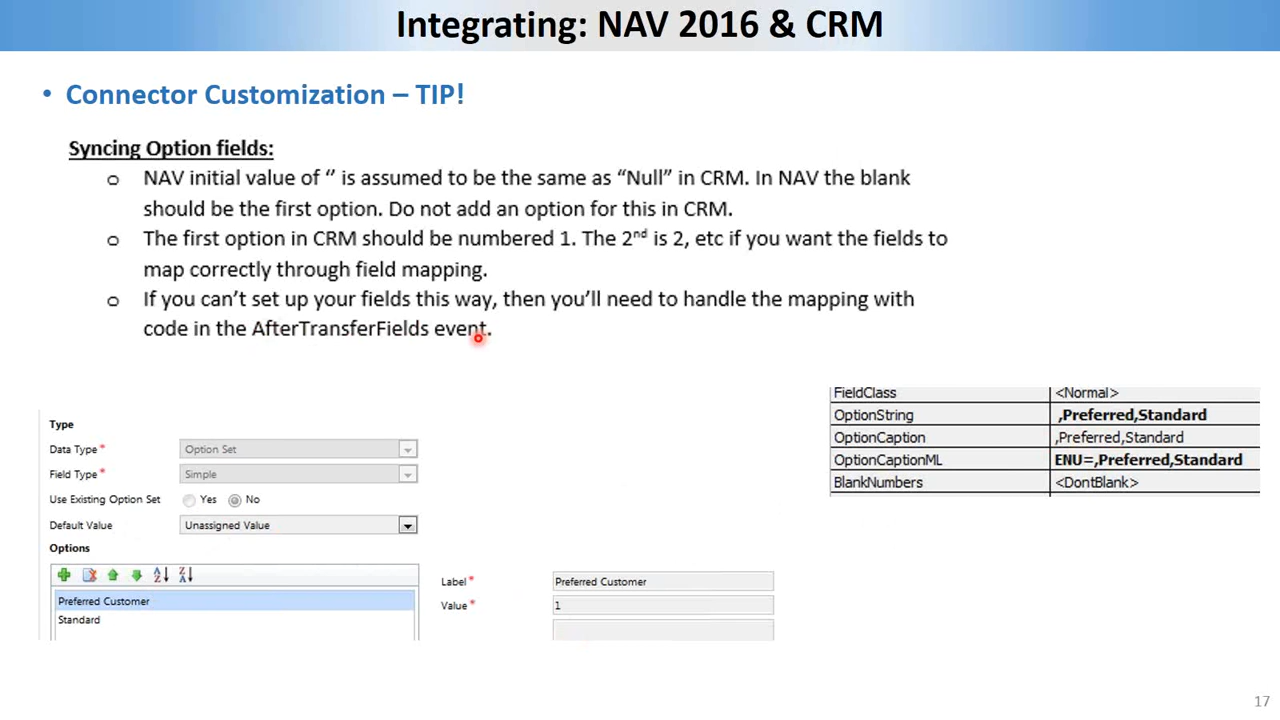 Integrating: NAV 2016 & CRM
• Connector Customization – TIP!
Syncing Option fields:
o NAV initial value of ‘’ is assumed to be the same as “Null” in CRM. In NAV the blank
should be the first option. Do not add an option for this in CRM.
o The first option in CRM should be numbered 1. The 2nd is 2, etc if you want the fields to
map correctly through field mapping.
o If you can’t set up your fields this way, then you’ll need to handle the mapping with
code in the AfterTransferFields event.
Type
Data Type * Option Set
Field Type * Simple
Use Existing Option Set Yes No
Default Value Unassigned Value
Options
Preferred Customer
Standard
Label * Preferred Customer
Value * 1
FieldClass <Normal>
OptionString ,Preferred,Standard
OptionCaption ,Preferred,Standard
OptionCaptionML ENU=,Preferred,Standard
BlankNumbers <DontBlank>
17